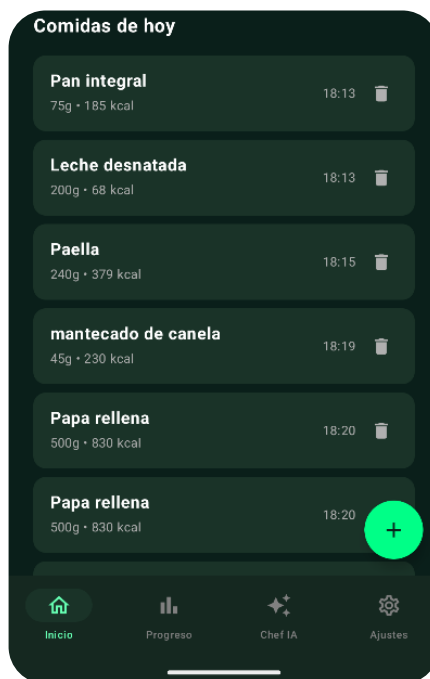 Comidas de hoy
Pan integral
75g • 185 kcal
18:13
Leche desnatada
200g • 68 kcal
18:13
Paella
240g • 379 kcal
18:15
mantecado de canela
45g • 230 kcal
18:19
Papa rellena
500g • 830 kcal
18:20
Papa rellena
500g • 830 kcal
18:20
+
Inicio
Progreso
Chef IA
Ajustes